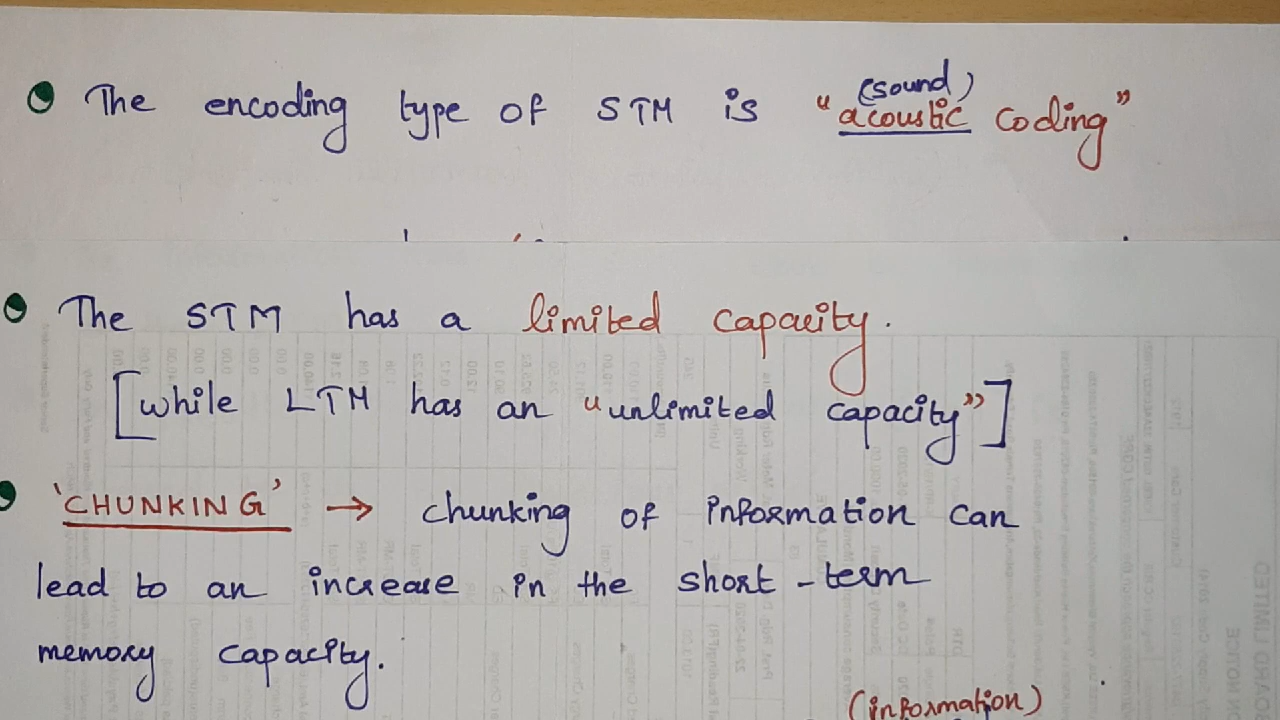 (sound)
The encoding type of STM is "acoustic coding"
The STM has a limited capacity.
[while LTM has an "unlimited capacity"]
'CHUNKING' → chunking of information can
lead to an increase in the short-term
memory capacity.
(information)